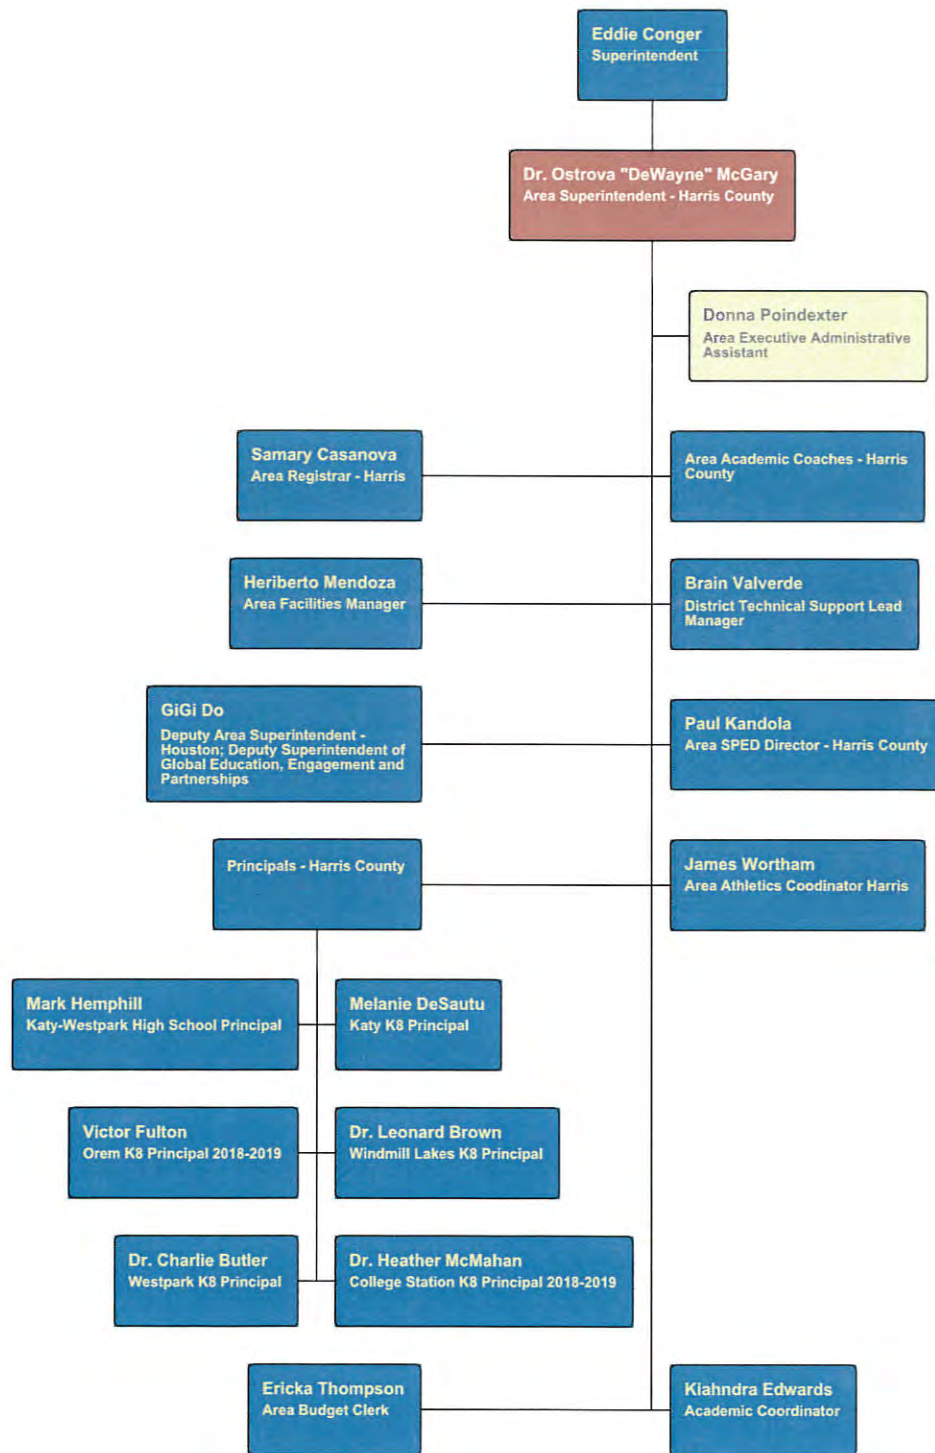 Eddie Conger
Superintendent
Dr. Ostrova "DeWayne" McGary
Area Superintendent - Harris County
Donna Poindexter
Area Executive Administrative
Assistant
Samary Casanova
Area Registrar - Harris
Area Academic Coaches - Harris
County
Heriberto Mendoza
Area Facilities Manager
Brain Valverde
District Technical Support Lead
Manager
GiGi Do
Deputy Area Superintendent -
Houston; Deputy Superintendent of
Global Education, Engagement and
Partnerships
Paul Kandola
Area SPED Director - Harris County
Principals - Harris County
James Wortham
Area Athletics Coodinator Harris
Mark Hemphill
Katy-Westpark High School Principal
Melanie DeSautu
Katy K8 Principal
Victor Fulton
Orem K8 Principal 2018-2019
Dr. Leonard Brown
Windmill Lakes K8 Principal
Dr. Charlie Butler
Westpark K8 Principal
Dr. Heather McMahan
College Station K8 Principal 2018-2019
Ericka Thompson
Area Budget Clerk
Kiahndra Edwards
Academic Coordinator